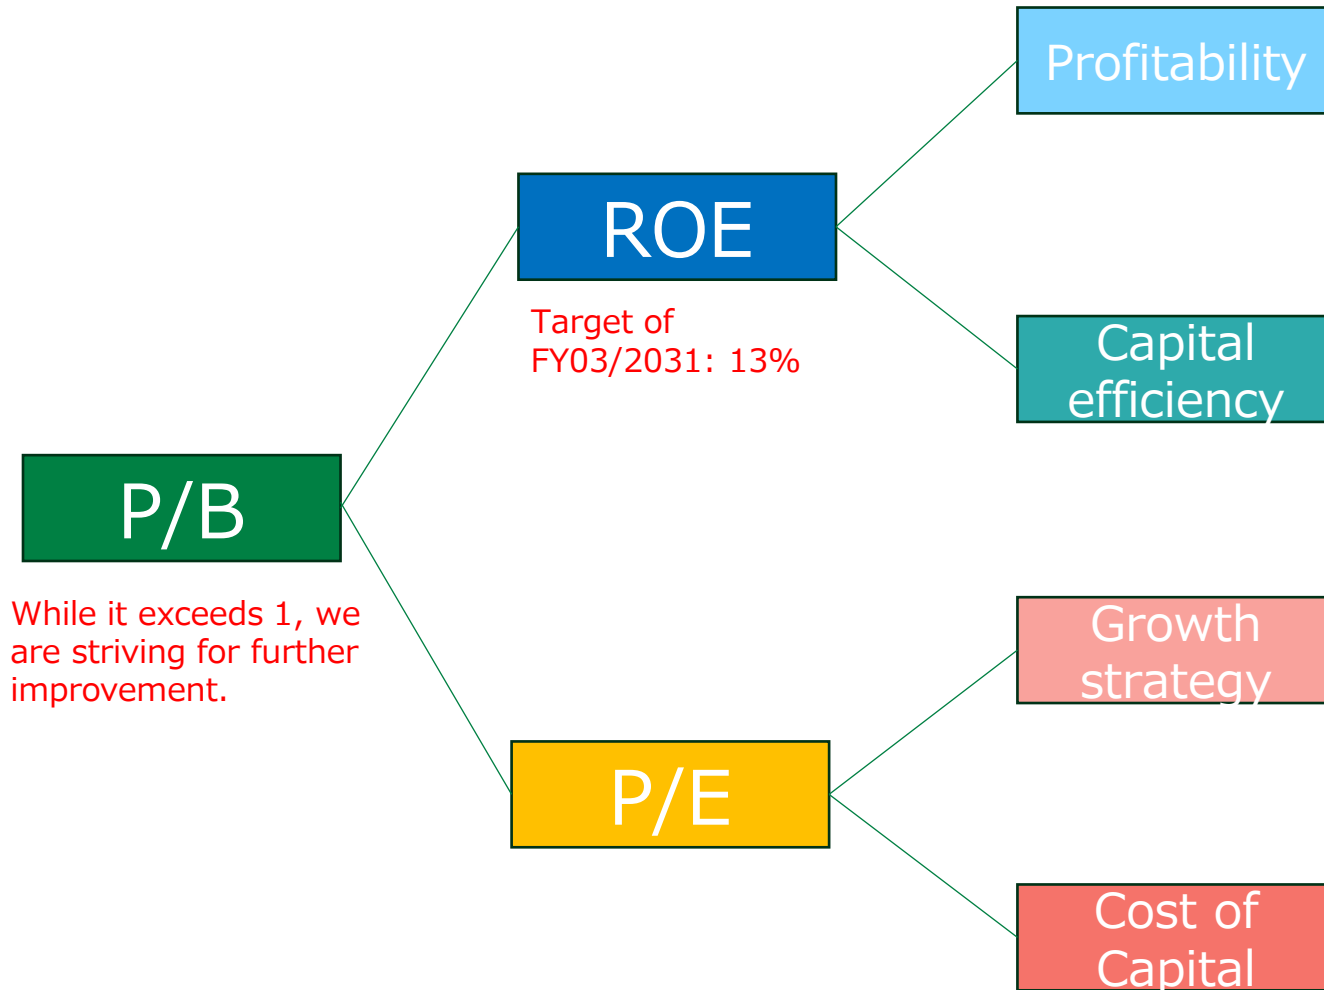 Profitability
ROE
Target of
FY03/2031: 13%
Capital
efficiency
P/B
While it exceeds 1, we
are striving for further
improvement.
Growth
strategy
P/E
Cost of
Capital